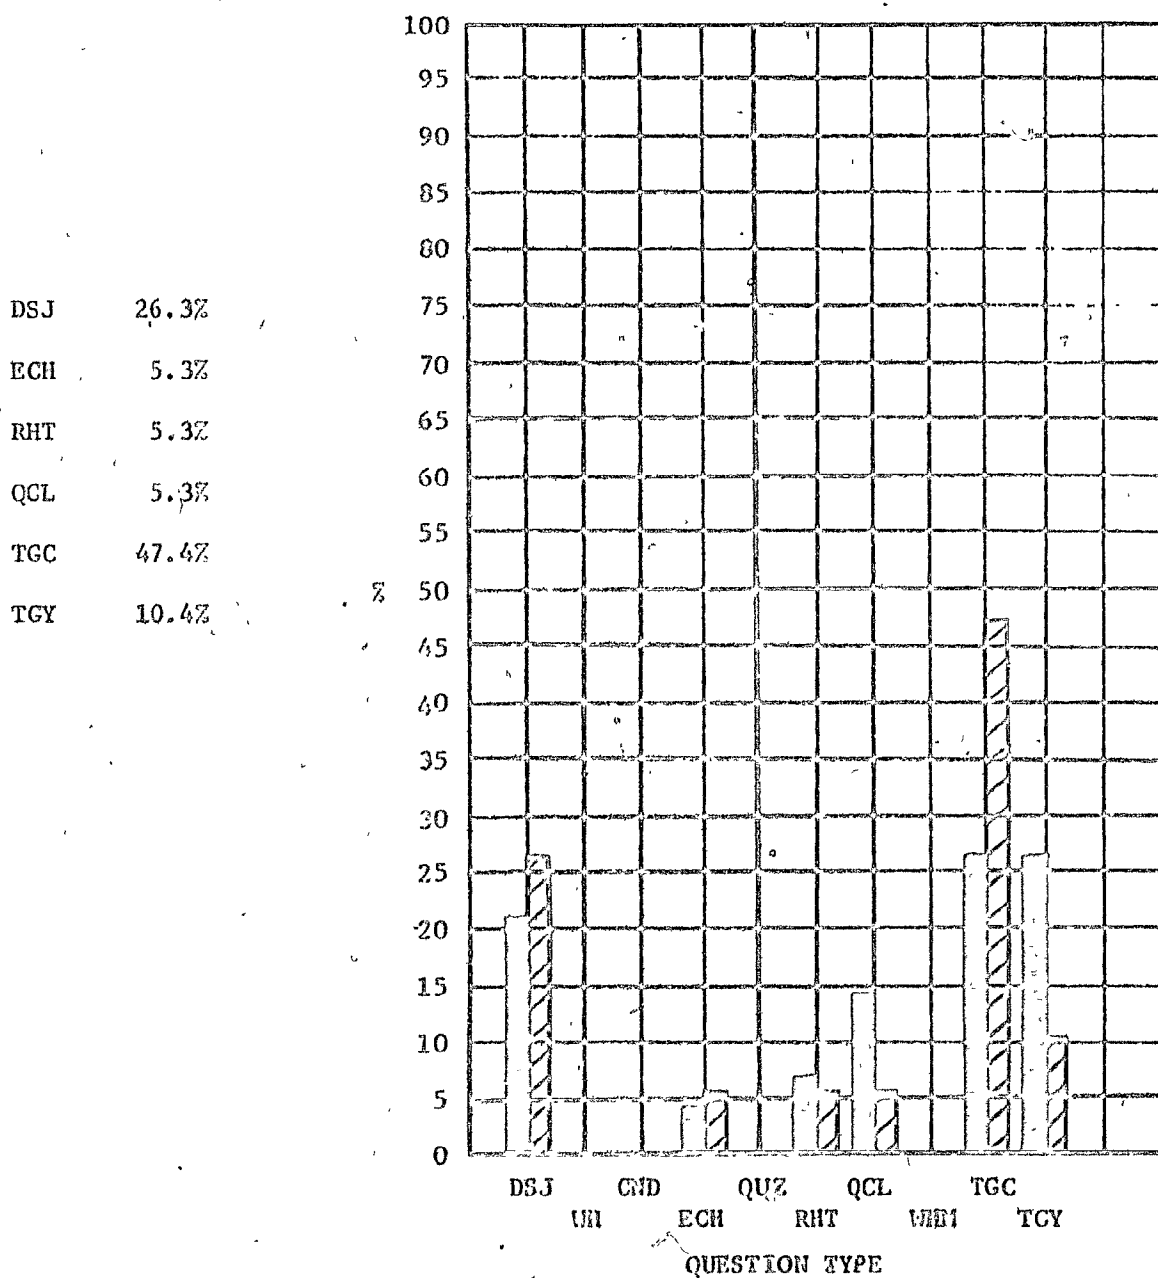 100
95
90
85
80
DSJ 26.3%
75
ECH 5.3%
70
RHT 5.3%
65
QCL 5.3%
60
TGC 47.4%
55
% 50
TGY 10.4%
45
40
35
30
25
20
15
10
5
0
DSJ CND QUZ QCL TGC
ECH RHT TGY
QUESTION TYPE